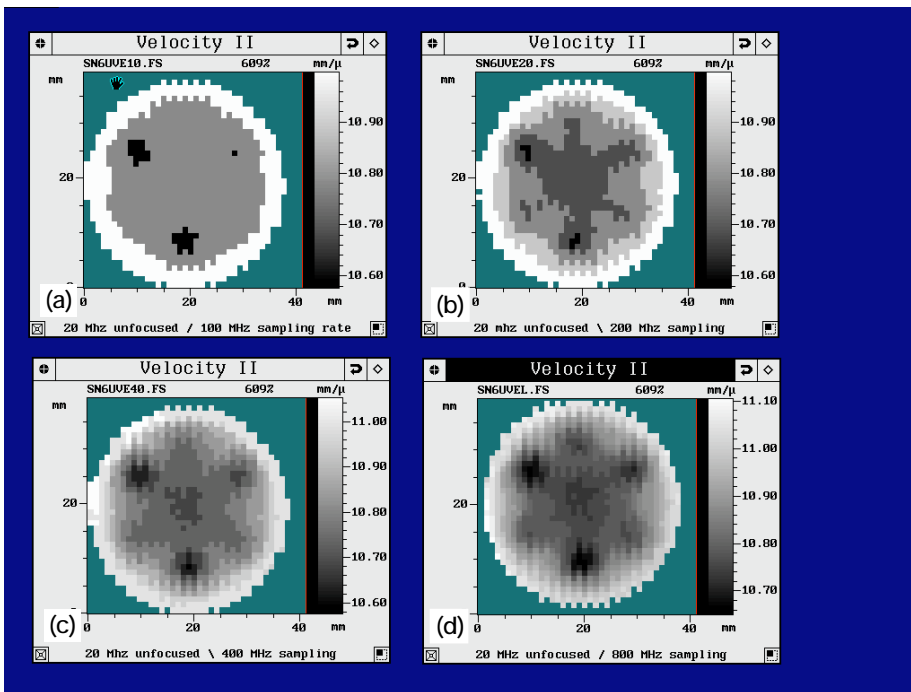 Velocity II
SN6UVE10.FS 609% mm/µ
mm
10.90
10.80
20
10.70
10.60
0
0 20 40 mm
(a)
20 Mhz unfocused / 100 MHz sampling rate
Velocity II
SN6UVE20.FS 609% mm/µ
mm
10.90
10.80
20
10.70
10.60
0 20 40 mm
(b)
20 mhz unfocused \ 200 Mhz sampling
Velocity II
SN6UVE40.FS 609% mm/µ
mm
11.00
10.90
20
10.80
10.70
10.60
0 20 40 mm
(c)
20 Mhz unfocused \ 400 MHz sampling
Velocity II
SN6UVEL.FS 609% mm/µ
mm
11.10
11.00
20
10.90
10.80
10.70
0 20 40 mm
(d)
20 MHz unfocused / 800 MHz sampling